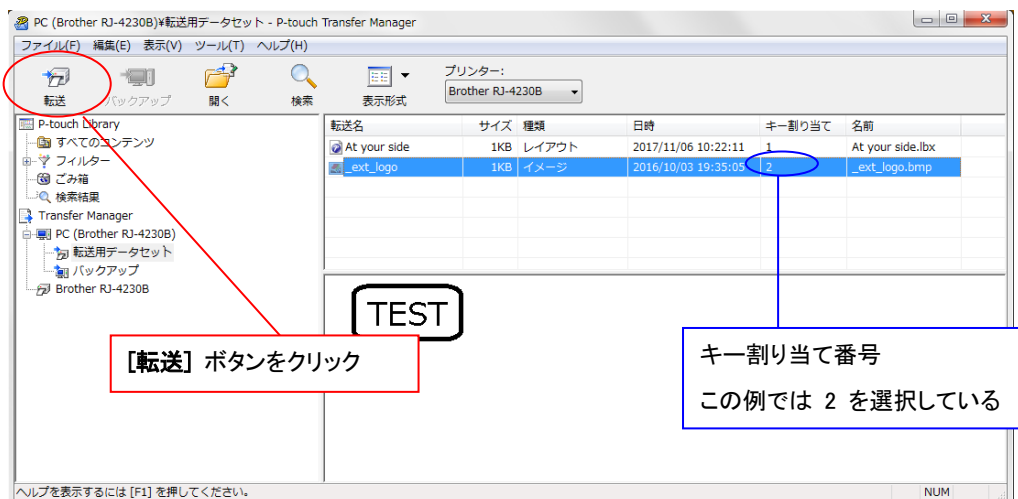 PC (Brother RJ-4230B)¥転送用データセット - P-touch Transfer Manager
ファイル(F) 編集(E) 表示(V) ツール(T) ヘルプ(H)
転送 バックアップ 開く 検索 表示形式
プリンター:
Brother RJ-4230B
P-touch Library
すべてのコンテンツ
フィルター
ごみ箱
検索結果
Transfer Manager
PC (Brother RJ-4230B)
転送用データセット
バックアップ
Brother RJ-4230B
転送名 サイズ 種類 日時 キー割り当て 名前
At your side 1KB レイアウト 2017/11/06 10:22:11 1 At your side.lbx
_ext_logo 1KB イメージ 2016/10/03 19:35:05 2 _ext_logo.bmp
TEST
[転送] ボタンをクリック
キー割り当て番号
この例では 2 を選択している
ヘルプを表示するには [F1] を押してください。
NUM